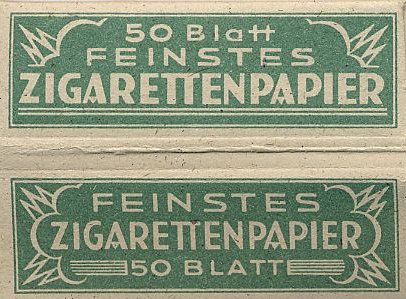 50 Blatt
FEINSTES
ZIGARETTENPAPIER
FEINSTES
ZIGARETTENPAPIER
50 BLATT